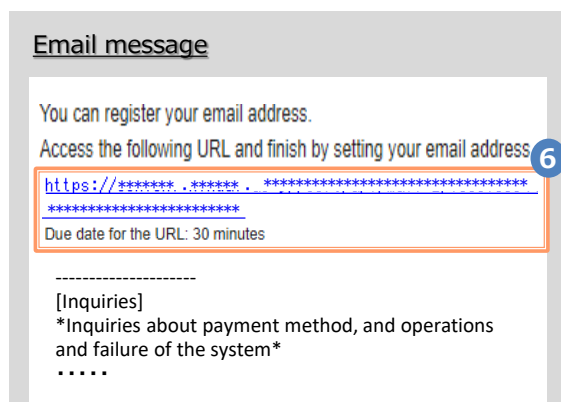 Email message
You can register your email address.
Access the following URL and finish by setting your email address
6
https://*******.******.
************************
Due date for the URL: 30 minutes
---------------------
[Inquiries]
*Inquiries about payment method, and operations
and failure of the system*
・・・・・